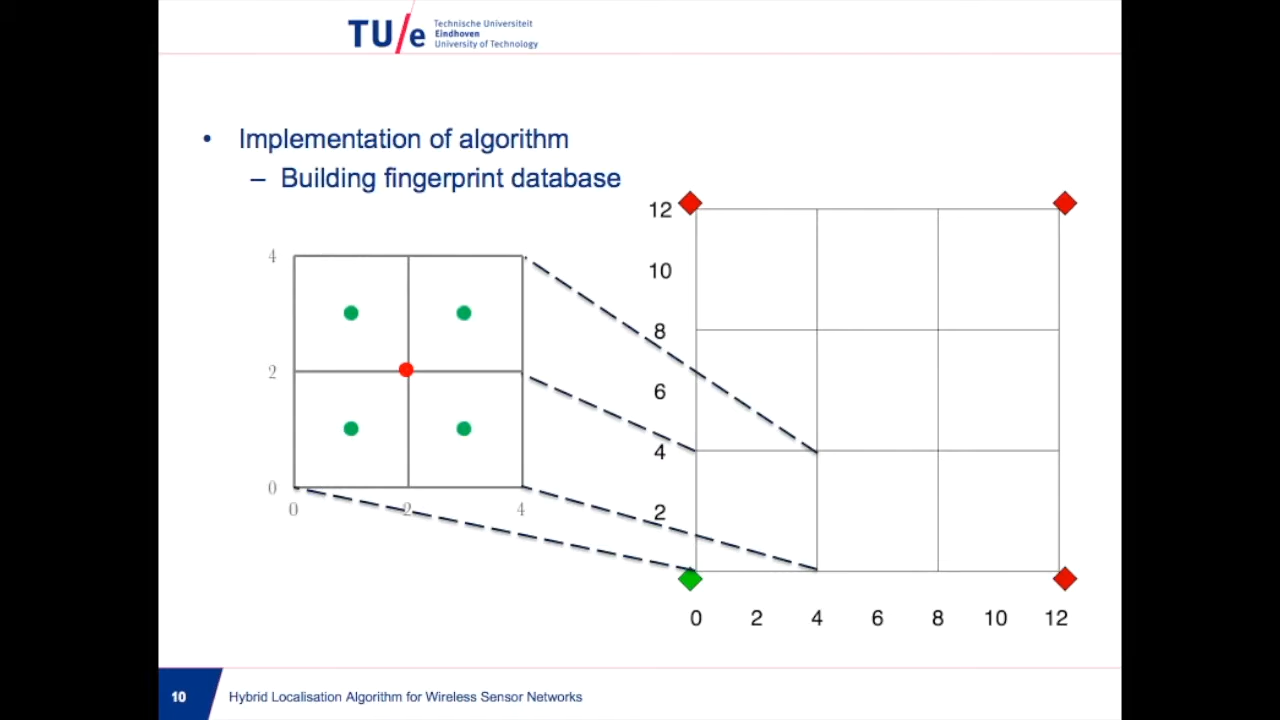 TU/e
Technische Universiteit
Eindhoven
University of Technology
• Implementation of algorithm
– Building fingerprint database
12
10
8
6
4
2
0 2 4 6 8 10 12
4
2
0
0 2 4
10
Hybrid Localisation Algorithm for Wireless Sensor Networks